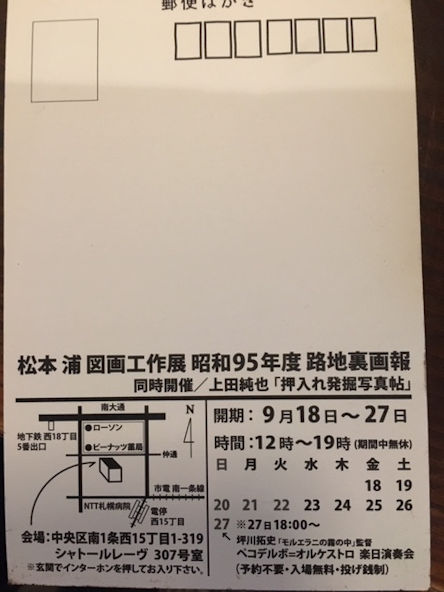 郵便はがき
松本 浦 図画工作展 昭和95年度 路地裏画報
同時開催／上田純也「押入れ発掘写真帖」
南大通
N
地下鉄 西18丁目
5番出口
●ローソン
●ピーナッツ薬局
仲通
市電 南一条線
NTT札幌病院
電停
西15丁目
会場：中央区南1条西15丁目1-319
シャトールレーヴ 307号室
※玄関でインターホンを押してお入り下さい。
開期：9月18日～27日
時間：12時～19時(期間中無休)
日 月 火 水 木 金 土
18 19
20 21 22 23 24 25 26
27 ※27日18:00～
坪川拓史「モルエラニの霧の中」監督
ペコデルボ=オルケストロ 楽日演奏会
(予約不要・入場無料・投げ銭制)